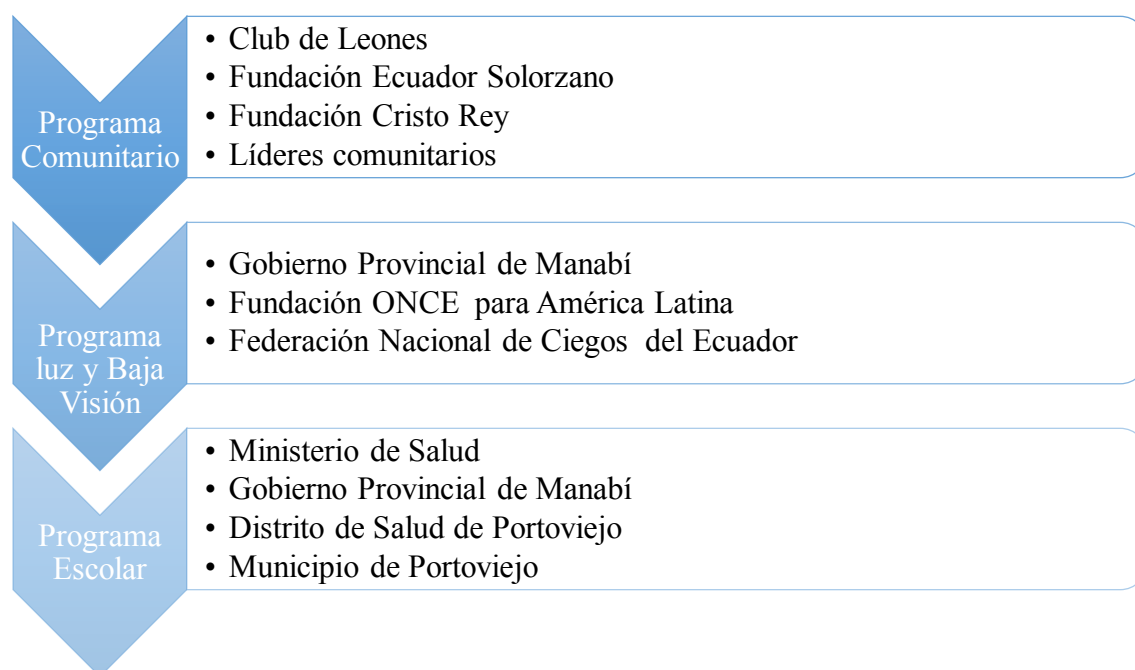 Programa
Comunitario
• Club de Leones
• Fundación Ecuador Solorzano
• Fundación Cristo Rey
• Líderes comunitarios
Programa
luz y Baja
Visión
• Gobierno Provincial de Manabí
• Fundación ONCE para América Latina
• Federación Nacional de Ciegos del Ecuador
Programa
Escolar
• Ministerio de Salud
• Gobierno Provincial de Manabí
• Distrito de Salud de Portoviejo
• Municipio de Portoviejo